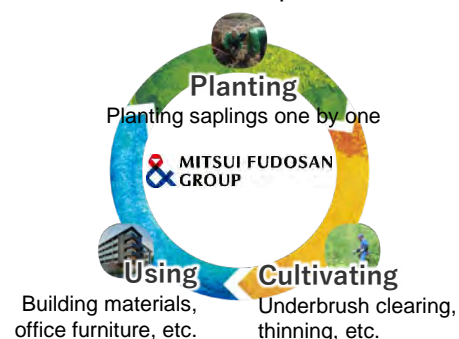 Planting
Planting saplings one by one
& MITSUI FUDOSAN
GROUP
Using
Building materials,
office furniture, etc.
Cultivating
Underbrush clearing,
thinning, etc.